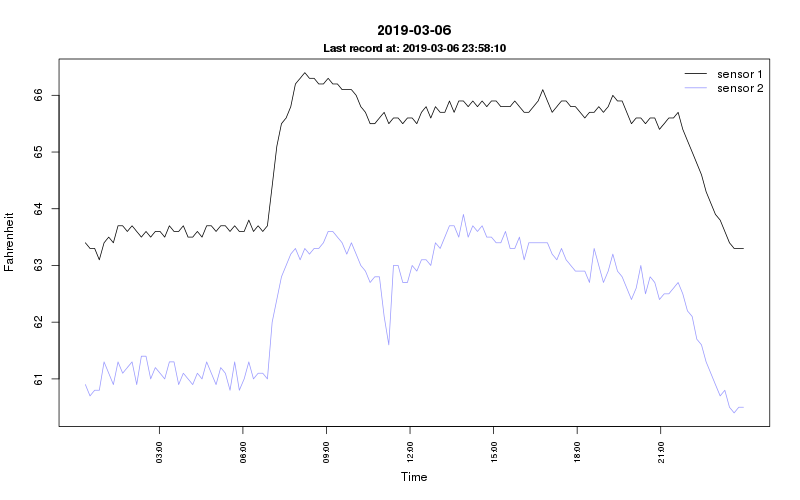 2019-03-06
Last record at: 2019-03-06 23:58:10
sensor 1
sensor 2
Fahrenheit
66
65
64
63
62
61
03:00 06:00 09:00 12:00 15:00 18:00 21:00
Time